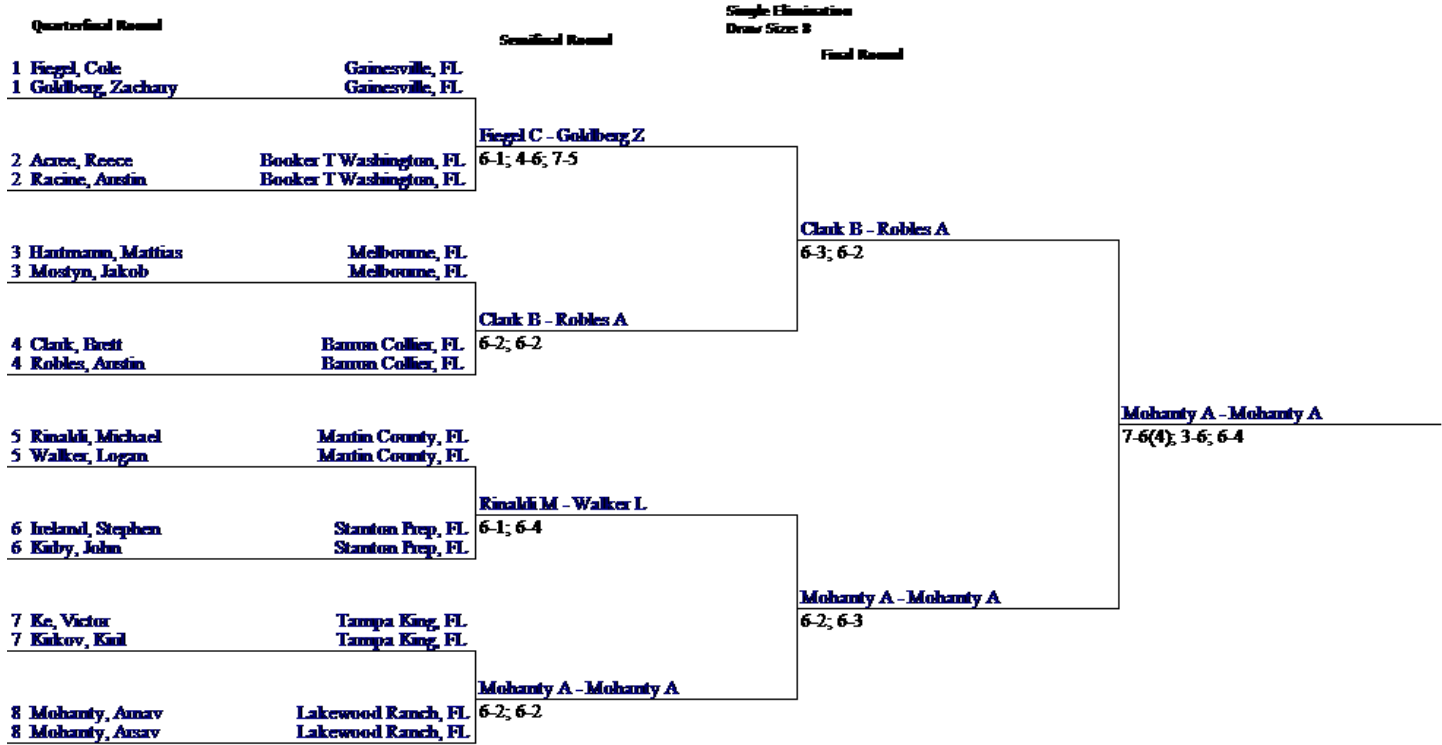 Single Elimination
Draw Size: 8
Quarterfinal Round
Semifinal Round
Final Round
1 Fiegel, Cole Gainesville, FL
1 Goldberg, Zachary Gainesville, FL
Fiegel C - Goldberg Z
2 Acree, Reece Booker T Washington, FL 6-1; 4-6; 7-5
2 Racine, Austin Booker T Washington, FL
Clark B - Robles A
3 Hartmann, Mattias Melbourne, FL 6-3; 6-2
3 Mostyn, Jakob Melbourne, FL
Clark B - Robles A
4 Clark, Brett Barron Collier, FL 6-2; 6-2
4 Robles, Austin Barron Collier, FL
Mohanty A - Mohanty A
5 Rinaldi, Michael Martin County, FL 7-6(4); 3-6; 6-4
5 Walker, Logan Martin County, FL
Rinaldi M - Walker L
6 Ireland, Stephen Stanton Prep, FL 6-1; 6-4
6 Kirby, John Stanton Prep, FL
Mohanty A - Mohanty A
7 Ke, Victor Tampa King, FL 6-2; 6-3
7 Kirkov, Kiril Tampa King, FL
Mohanty A - Mohanty A
8 Mohanty, Arnav Lakewood Ranch, FL 6-2; 6-2
8 Mohanty, Arsav Lakewood Ranch, FL